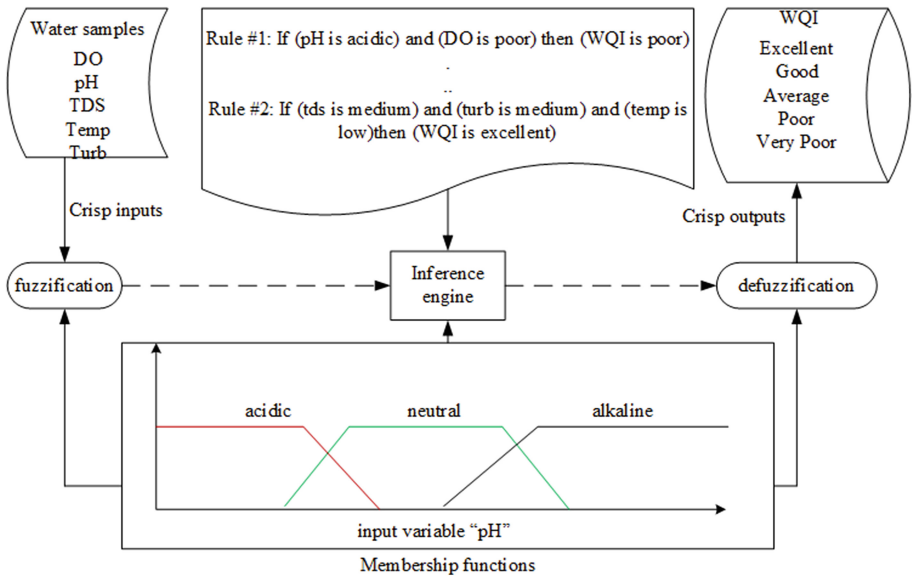 Water samples
DO
pH
TDS
Temp
Turb
Rule #1: If (pH is acidic) and (DO is poor) then (WQI is poor)
.
..
Rule #2: If (tds is medium) and (turb is medium) and (temp is
low)then (WQI is excellent)
WQI
Excellent
Good
Average
Poor
Very Poor
Crisp inputs
Crisp outputs
fuzzification
Inference
engine
defuzzification
acidic
neutral
alkaline
input variable “pH”
Membership functions